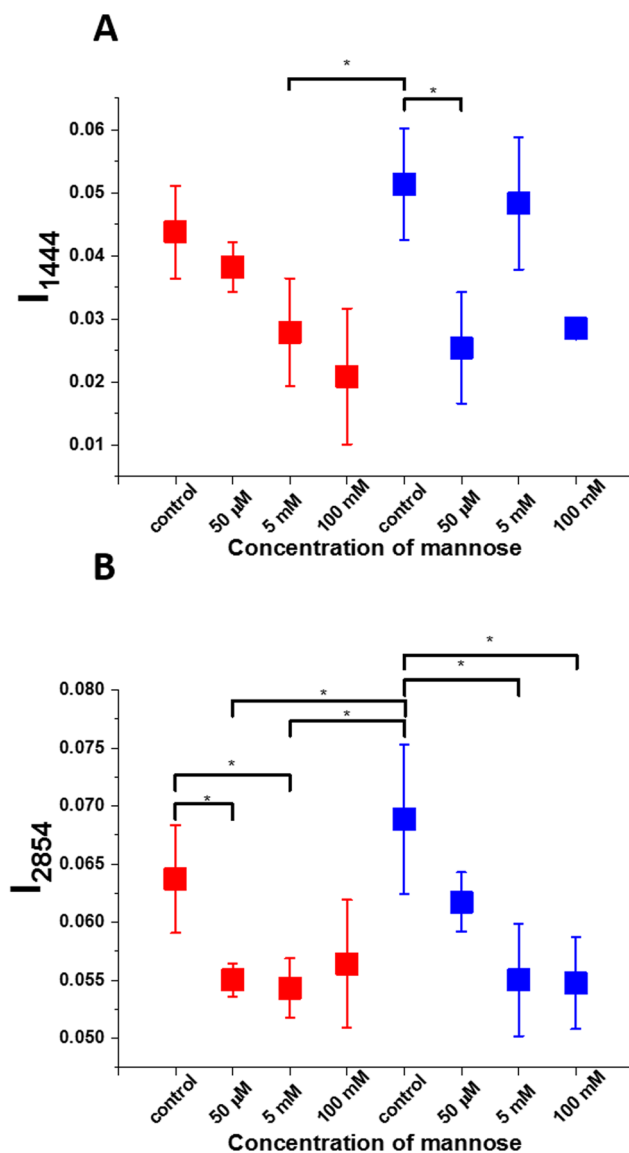 A
*
*
0.06
0.05
0.04
0.03
0.02
0.01
I1444
control
50 µM
5 mM
100 mM
control
50 µM
5 mM
100 mM
Concentration of mannose
B
*
*
*
*
*
*
0.080
0.075
0.070
0.065
0.060
0.055
0.050
I2854
control
50 µM
5 mM
100 mM
control
50 µM
5 mM
100 mM
Concentration of mannose